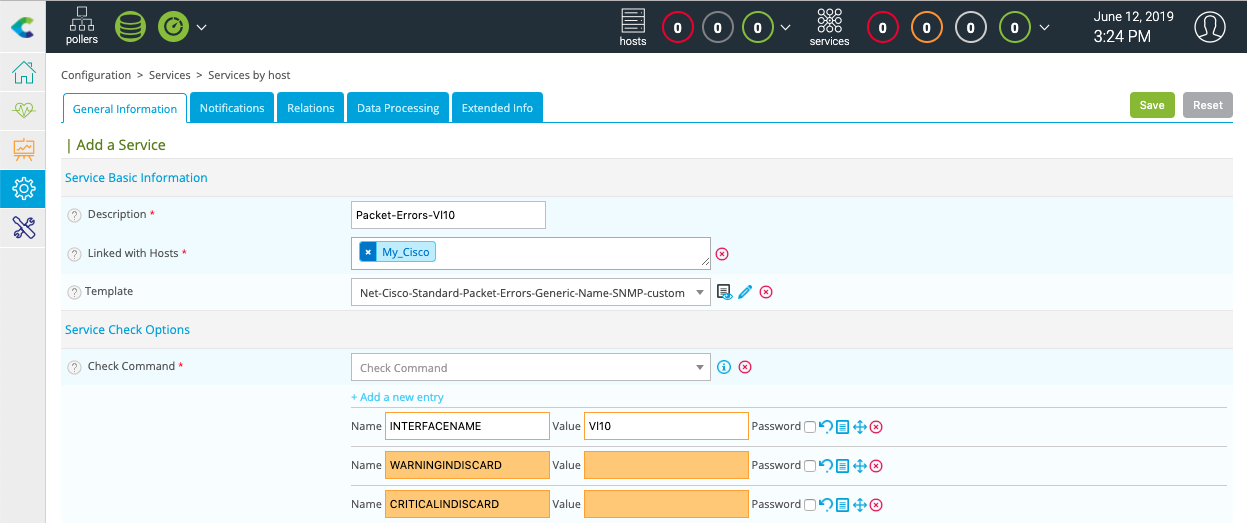 pollers
hosts
0
0
0
services
0
0
0
0
June 12, 2019
3:24 PM
Configuration > Services > Services by host
General Information Notifications Relations Data Processing Extended Info Save Reset
| Add a Service
Service Basic Information
? Description * Packet-Errors-Vl10
? Linked with Hosts * × My_Cisco
? Template Net-Cisco-Standard-Packet-Errors-Generic-Name-SNMP-custom
Service Check Options
? Check Command * Check Command
+ Add a new entry
Name INTERFACENAME Value Vl10 Password
Name WARNINGINDISCARD Value Password
Name CRITICALINDISCARD Value Password